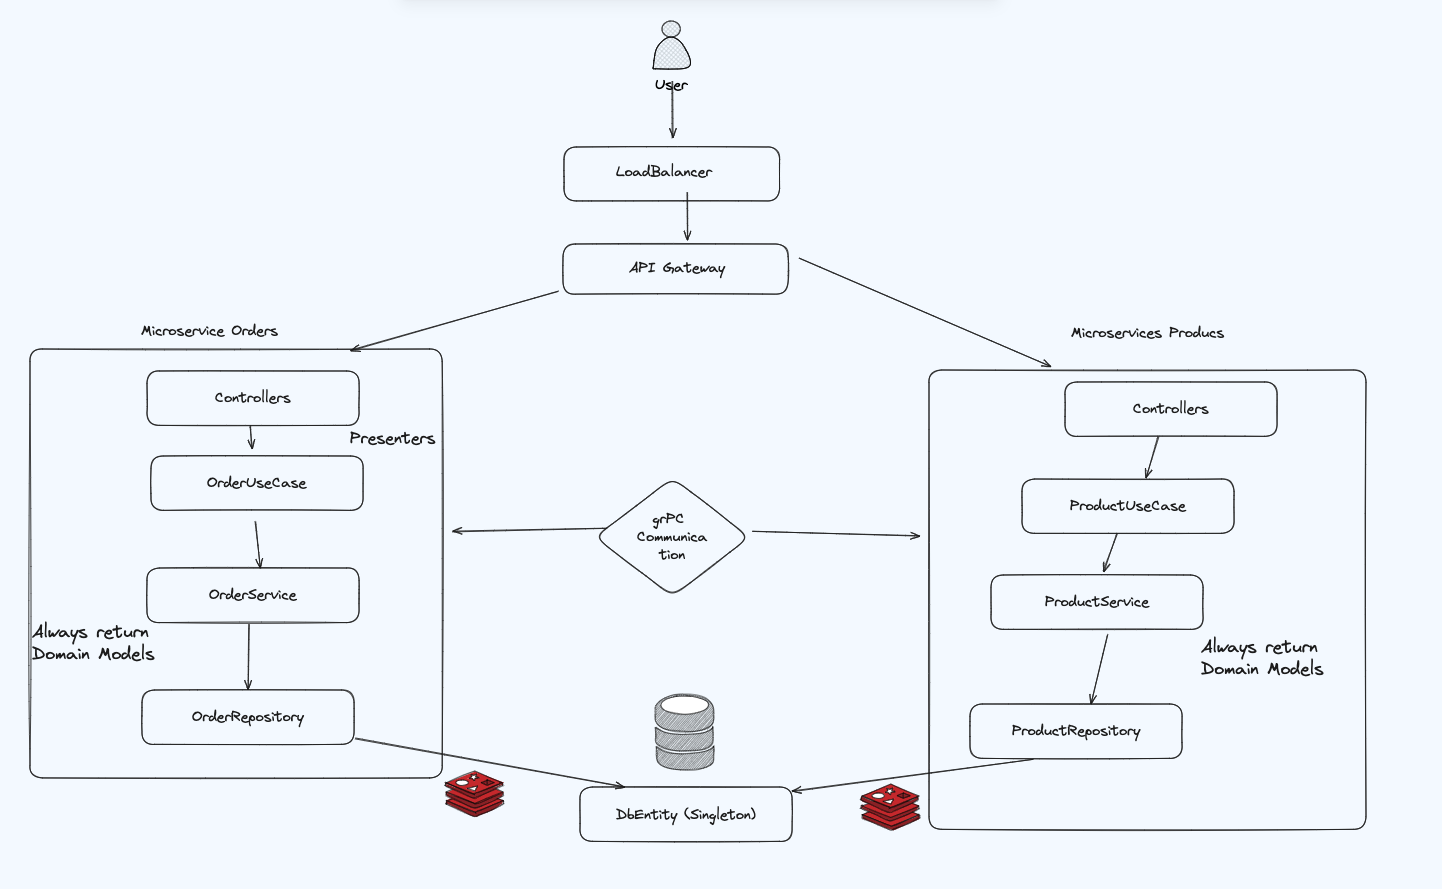 User
LoadBalancer
API Gateway
Microservice Orders
Microservices Producs
Controllers
Presenters
OrderUseCase
OrderService
Always return
Domain Models
OrderRepository
grPC
Communica
tion
Controllers
ProductUseCase
ProductService
Always return
Domain Models
ProductRepository
DbEntity (Singleton)